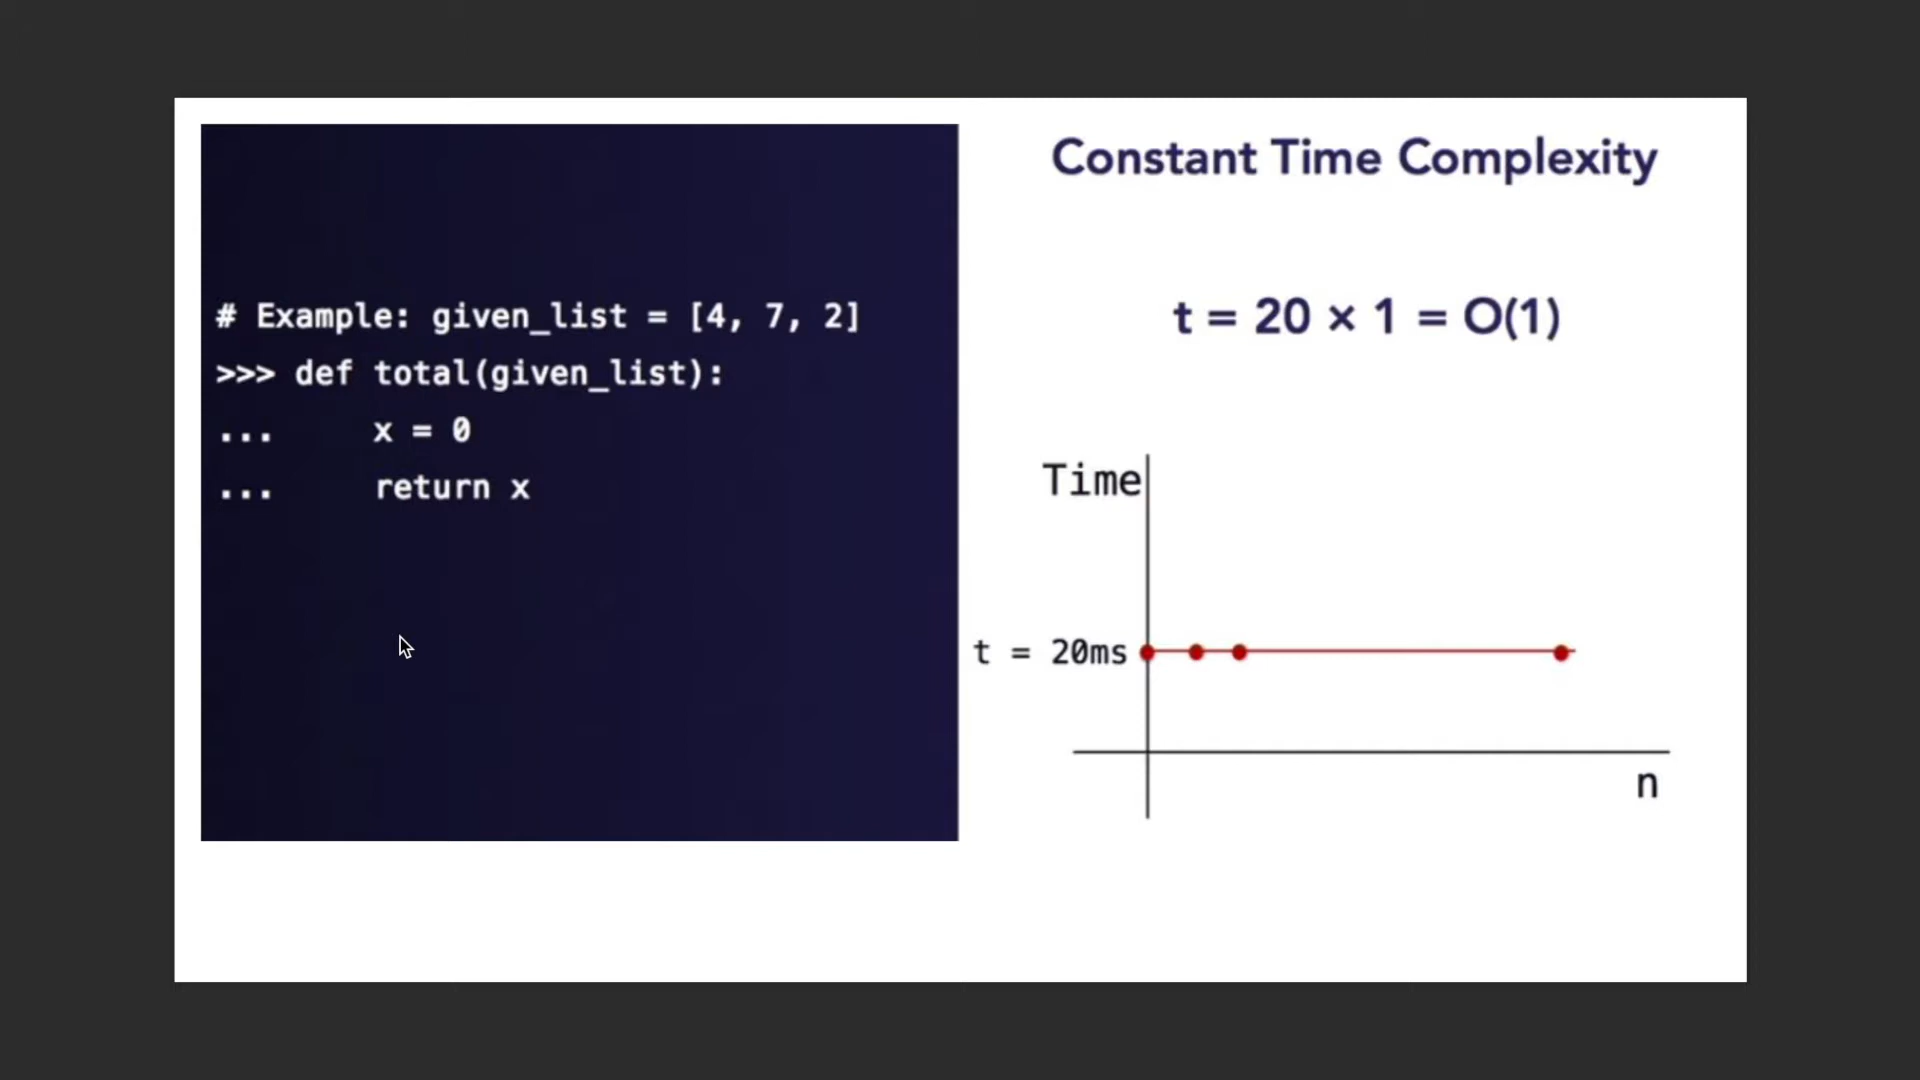 # Example: given_list = [4, 7, 2]
>>> def total(given_list):
...     x = 0
...     return x
Constant Time Complexity
t = 20 × 1 = O(1)
Time
t = 20ms
n